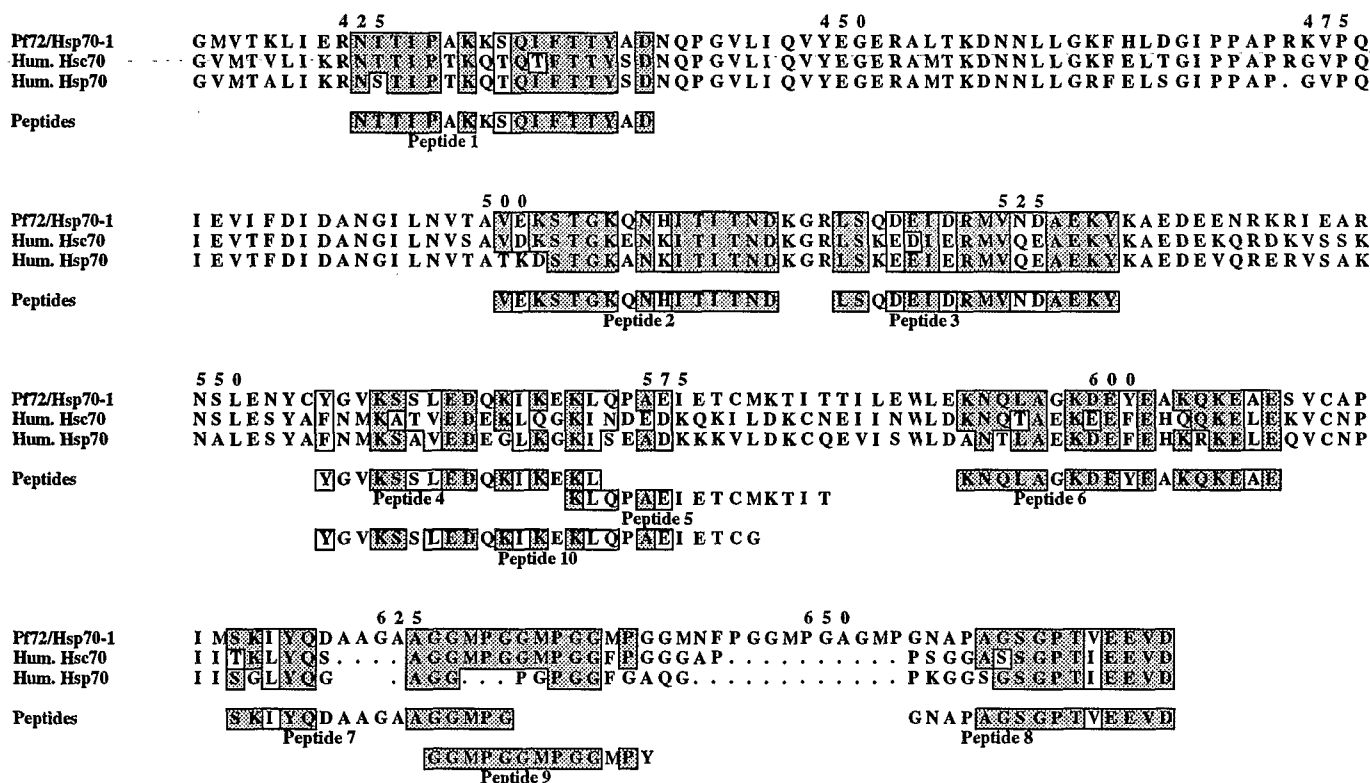 425 450 475
Pf72/Hsp70-1 GMVTKLIERNTTIPAKKSQIFTTYADNQPGVLIQVYEGERALTKDNNLLGKFHLDGIPPAPRKVPQ
Hum. Hsc70 GVMTVLIKRNTTIPTKQTQTFTTYSDNQPGVLIQVYEGERAMTKDNNLLGKFELTGIPPAPRGVPQ
Hum. Hsp70 GVMTALIKRNSTIPTKQTQIFTTYSDNQPGVLIQVYEGERAMTKDNNLLGRFELSGIPPAP.GVPQ
Peptides NTTIPAKKSQIFTTYAD
Peptide 1
500 525
Pf72/Hsp70-1 IEVIFDIDANGILNVTAVEKSTGKQNHITITNDKGRLSQDEIDRMVNDAEKYKAEDEENRKRIEAR
Hum. Hsc70 IEVTFDIDANGILNVSAVDKSTGKENKITITNDKGRLSKEDIERMVQEAEKYKAEDEKQRDKVSSK
Hum. Hsp70 IEVTFDIDANGILNVTATKDSTGKANKITITNDKGRLSKEEIERMVQEAEKYKAEDEVQRERVSAK
Peptides VEKSTGKQNHITITND LSQDEIDRMVNDAEKY
Peptide 2 Peptide 3
550 575 600
Pf72/Hsp70-1 NSLENYCYGVKSSLEDQKIKEKLQPAEIETCMKTITTILEWLEKNQLAGKDEYEAKQKEAESVCAP
Hum. Hsc70 NSLESYAFNMKATVEDEKLQGKINDEDKQKILDKCNEIINWLDKNQTAEKEEFEHQQKELEKVCNP
Hum. Hsp70 NALESYAFNMKSAVEDEGLKGKISEADKKKVLDKCQEVISWLDANTLAEKDEFEHKRKELEQVCNP
Peptides YGVKSSLEDQKIKEKL KNQLAGKDEYEAKQKEAE
Peptide 4 Peptide 6
KLQPAEIETCMKTIT
Peptide 5
YGVKSSLEDQKIKEKLQPAEIETCG
Peptide 10
625 650
Pf72/Hsp70-1 IMSKIYQDAAGAAGGMPGGMPGGMPGGMNFPGGMPGAGMPGNAPAGSGPTVEEVD
Hum. Hsc70 IITKLYQS....AGGMPGGMPGGFPGGGAP..........PSGGASSGPTIEEVD
Hum. Hsp70 IISGLYQG .AGG...PGPGGFGAQG............PKGGSGSGPTIEEVD
Peptides SKIYQDAAGAAGGMPG GNAPAGSGPTVEEVD
Peptide 7 Peptide 8
GGMPGGMPGGMPY
Peptide 9